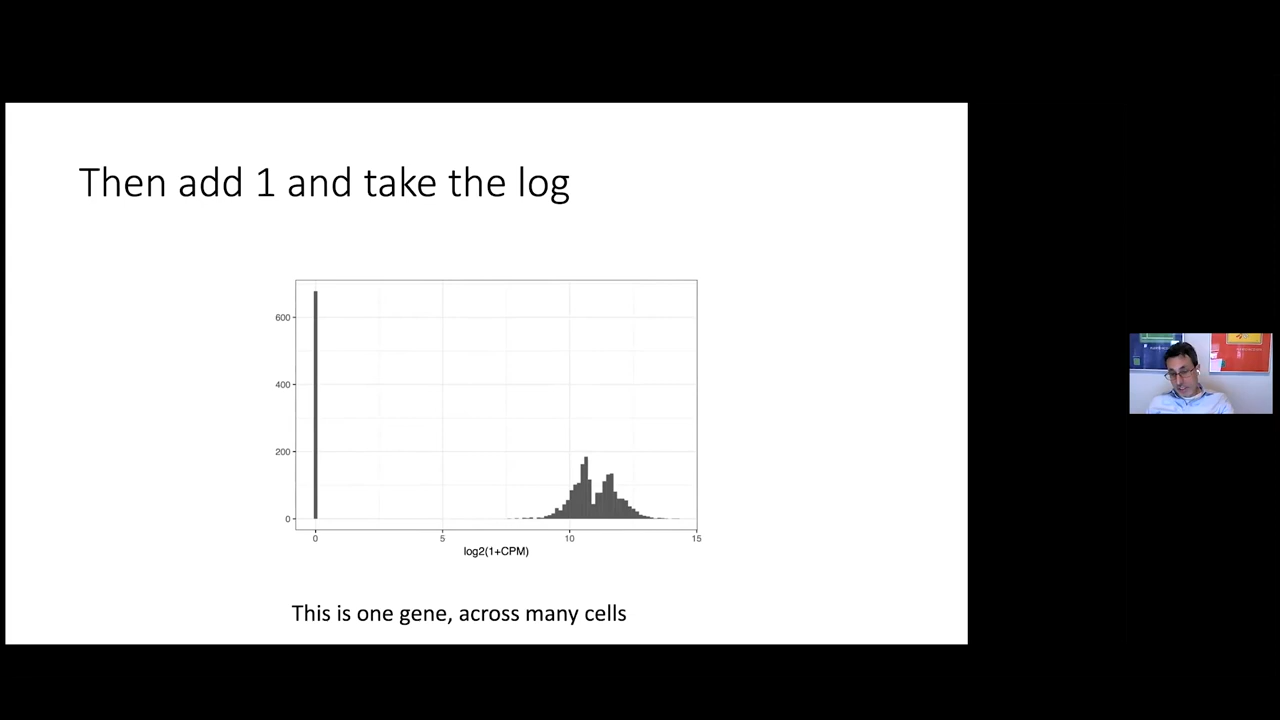 Then add 1 and take the log
600
400
200
0
0 5 10 15
log2(1+CPM)
This is one gene, across many cells